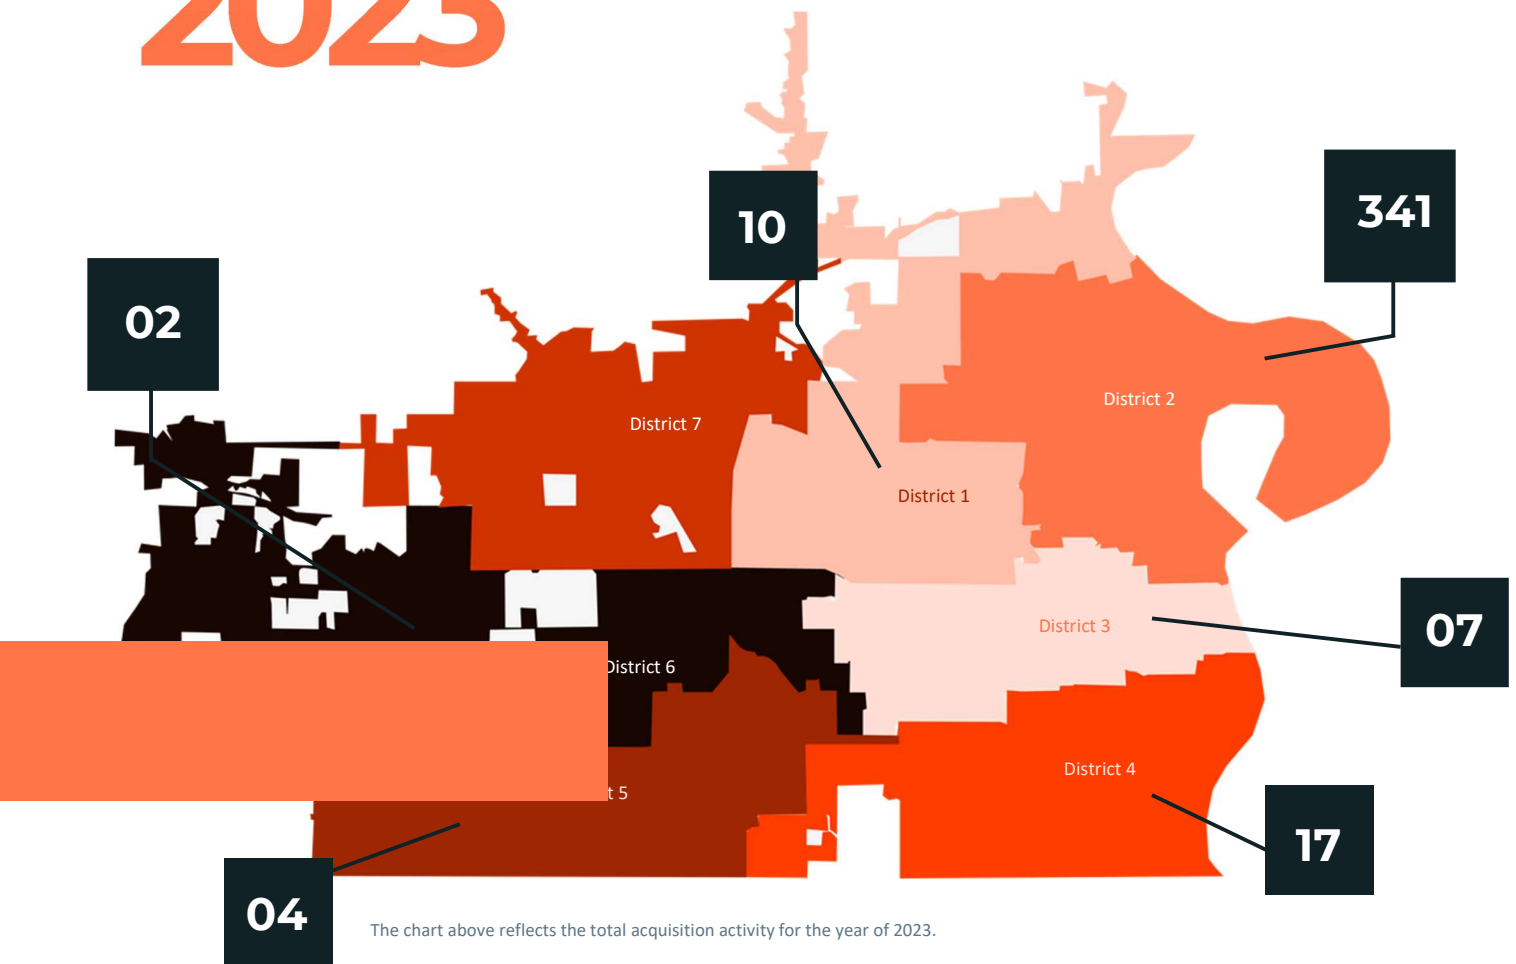 2023
341
10
02
District 2
District 7
District 1
07
District 3
District 6
District 4
t 5
17
04
The chart above reflects the total acquisition activity for the year of 2023.